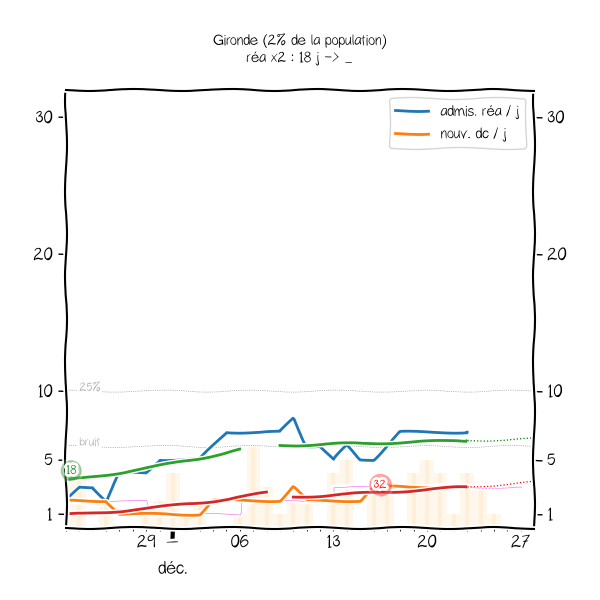 Gironde (2% de la population)
réa x2 : 18 j -> _
admis. réa / j
nouv. dc / j
30 30
20 20
25%
10 10
bruit
18
5 5
32
1 1
29 06 13 20 27
déc.